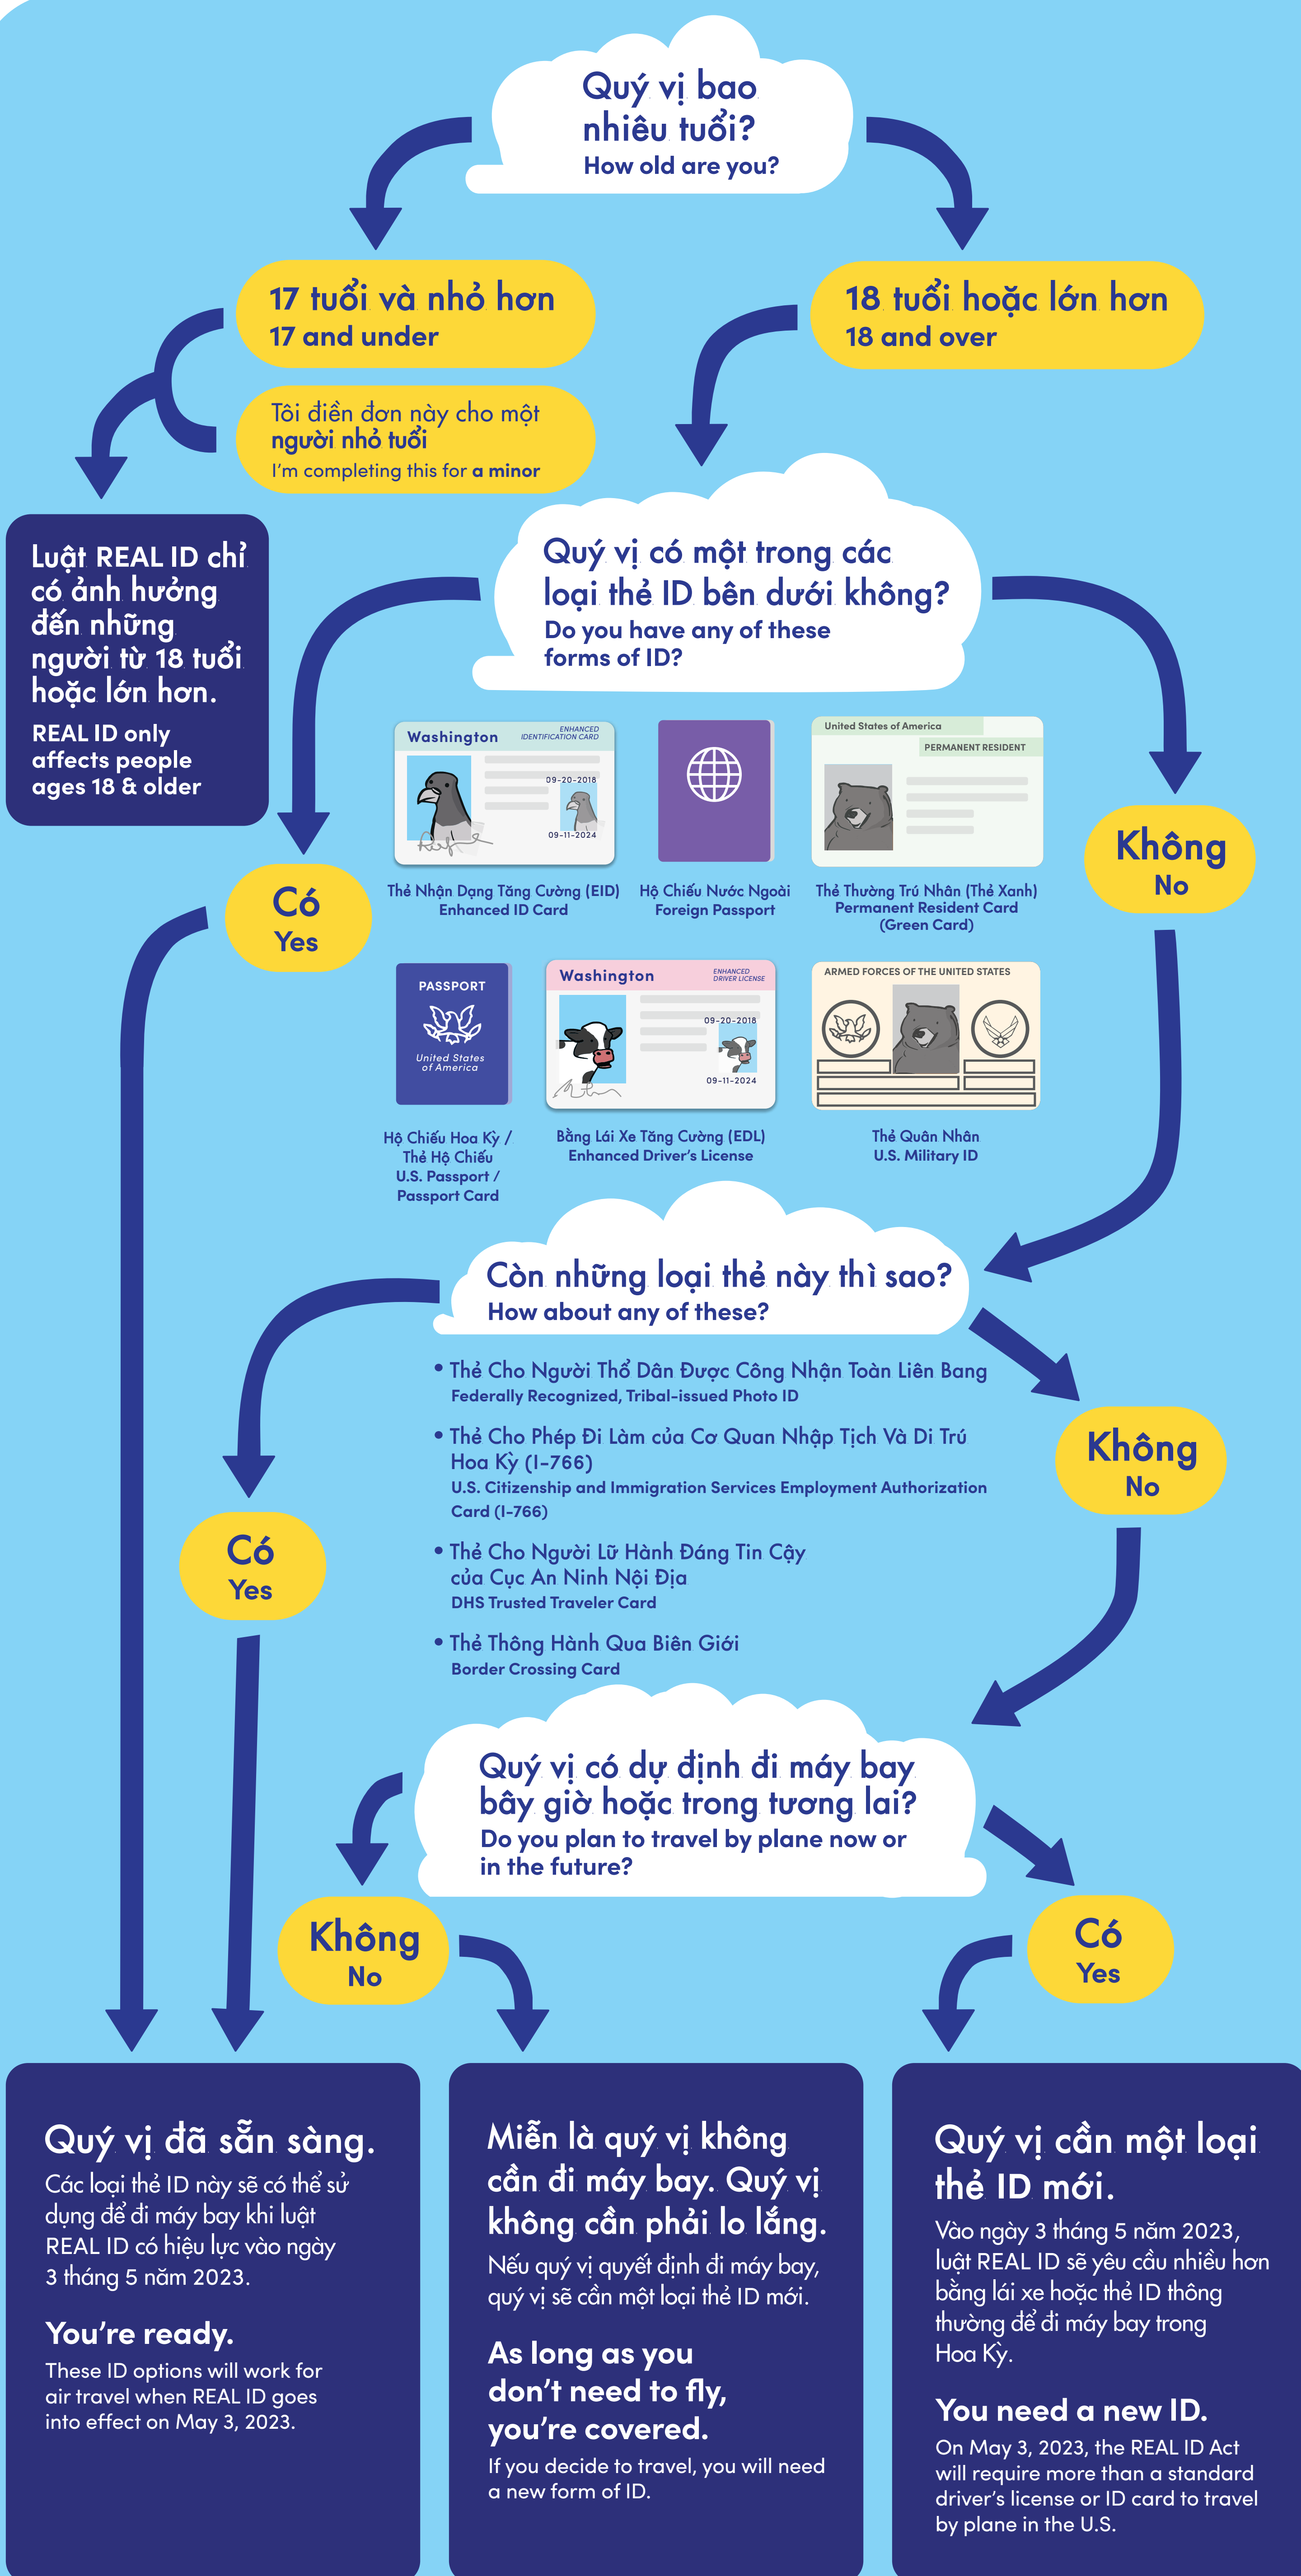 Quý vị bao
nhiêu tuổi?
How old are you?
17 tuổi và nhỏ hơn
17 and under
18 tuổi hoặc lớn hơn
18 and over
Tôi điền đơn này cho một
người nhỏ tuổi
I'm completing this for a minor
Luật REAL ID chỉ
có ảnh hưởng
đến những
người từ 18 tuổi
hoặc lớn hơn.
REAL ID only
affects people
ages 18 & older
Quý vị có một trong các
loại thẻ ID bên dưới không?
Do you have any of these
forms of ID?
Washington
ENHANCED
IDENTIFICATION CARD
09-20-2018
09-11-2024
United States of America
PERMANENT RESIDENT
Thẻ Nhận Dạng Tăng Cường (EID)
Enhanced ID Card
Hộ Chiếu Nước Ngoài
Foreign Passport
Thẻ Thường Trú Nhân (Thẻ Xanh)
Permanent Resident Card
(Green Card)
Không
No
Có
Yes
PASSPORT
United States
of America
Washington
ENHANCED
DRIVER LICENSE
09-20-2018
09-11-2024
ARMED FORCES OF THE UNITED STATES
Hộ Chiếu Hoa Kỳ /
Thẻ Hộ Chiếu
U.S. Passport /
Passport Card
Bằng Lái Xe Tăng Cường (EDL)
Enhanced Driver's License
Thẻ Quân Nhân
U.S. Military ID
Còn những loại thẻ này thì sao?
How about any of these?
• Thẻ Cho Người Thổ Dân Được Công Nhận Toàn Liên Bang
Federally Recognized, Tribal-issued Photo ID
• Thẻ Cho Phép Đi Làm của Cơ Quan Nhập Tịch Và Di Trú
Hoa Kỳ (I-766)
U.S. Citizenship and Immigration Services Employment Authorization
Card (I-766)
• Thẻ Cho Người Lữ Hành Đáng Tin Cậy
của Cục An Ninh Nội Địa
DHS Trusted Traveler Card
• Thẻ Thông Hành Qua Biên Giới
Border Crossing Card
Không
No
Có
Yes
Quý vị có dự định đi máy bay
bây giờ hoặc trong tương lai?
Do you plan to travel by plane now or
in the future?
Không
No
Có
Yes
Quý vị đã sẵn sàng.
Các loại thẻ ID này sẽ có thể sử
dụng để đi máy bay khi luật
REAL ID có hiệu lực vào ngày
3 tháng 5 năm 2023.
You're ready.
These ID options will work for
air travel when REAL ID goes
into effect on May 3, 2023.
Miễn là quý vị không
cần đi máy bay. Quý vị
không cần phải lo lắng.
Nếu quý vị quyết định đi máy bay,
quý vị sẽ cần một loại thẻ ID mới.
As long as you
don't need to fly,
you're covered.
If you decide to travel, you will need
a new form of ID.
Quý vị cần một loại
thẻ ID mới.
Vào ngày 3 tháng 5 năm 2023,
luật REAL ID sẽ yêu cầu nhiều hơn
bằng lái xe hoặc thẻ ID thông
thường để đi máy bay trong
Hoa Kỳ.
You need a new ID.
On May 3, 2023, the REAL ID Act
will require more than a standard
driver's license or ID card to travel
by plane in the U.S.